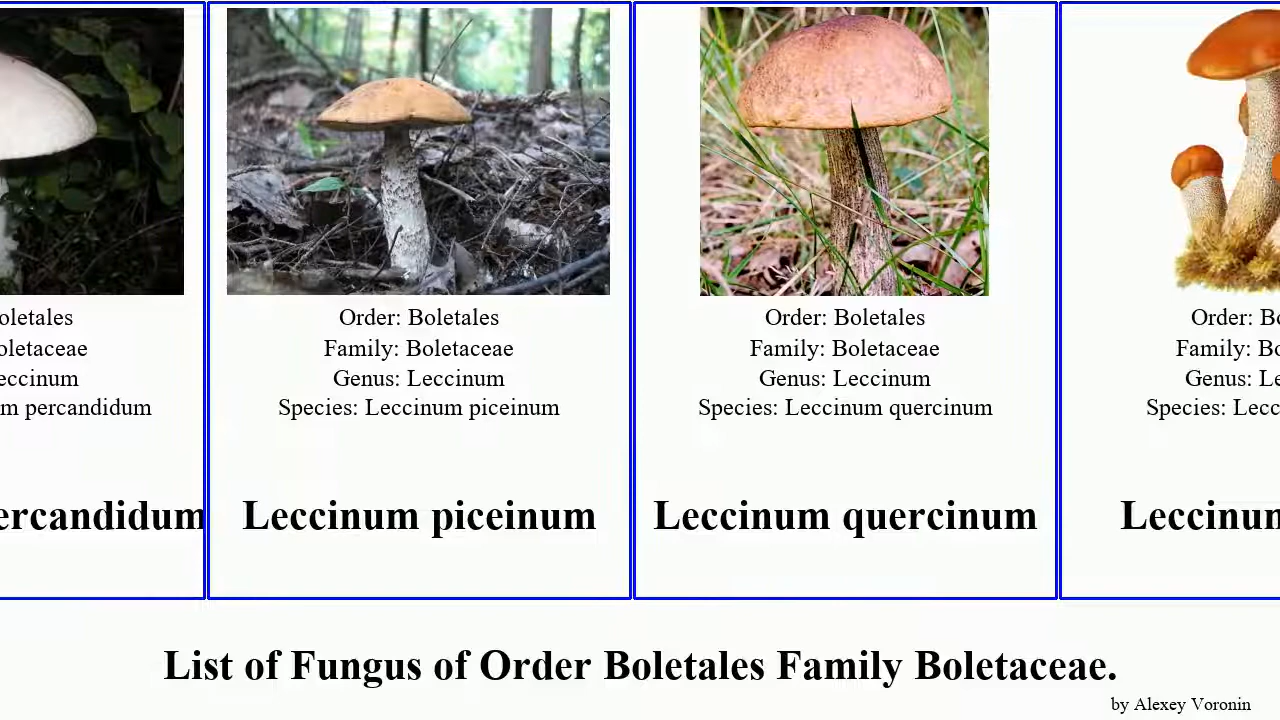 oletales
oletaceae
eccinum
m percandidum
ercandidum
Order: Boletales
Family: Boletaceae
Genus: Leccinum
Species: Leccinum piceinum
Leccinum piceinum
Order: Boletales
Family: Boletaceae
Genus: Leccinum
Species: Leccinum quercinum
Leccinum quercinum
Order: Bo
Family: Bo
Genus: Le
Species: Lecc
Leccinum
List of Fungus of Order Boletales Family Boletaceae.
by Alexey Voronin